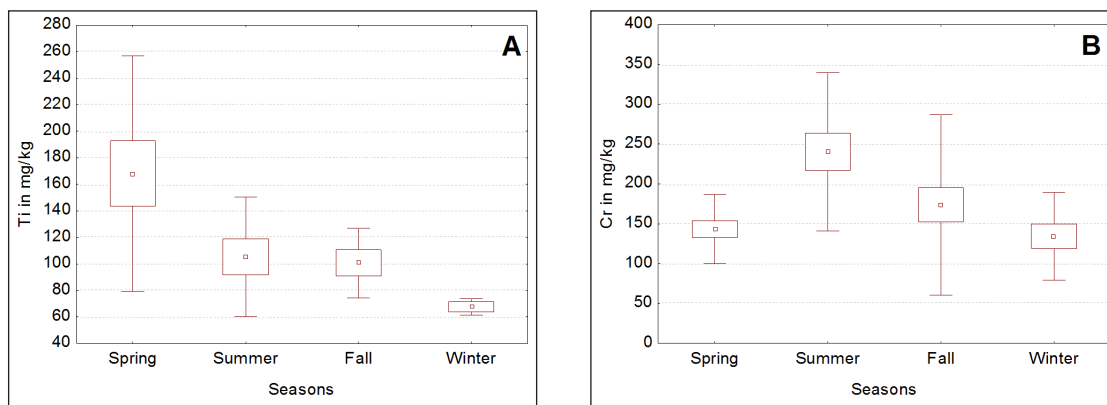 A
Ti in mg/kg
280
260
240
220
200
180
160
140
120
100
80
60
40
Spring Summer Fall Winter
Seasons
B
Cr in mg/kg
400
350
300
250
200
150
100
50
0
Spring Summer Fall Winter
Seasons